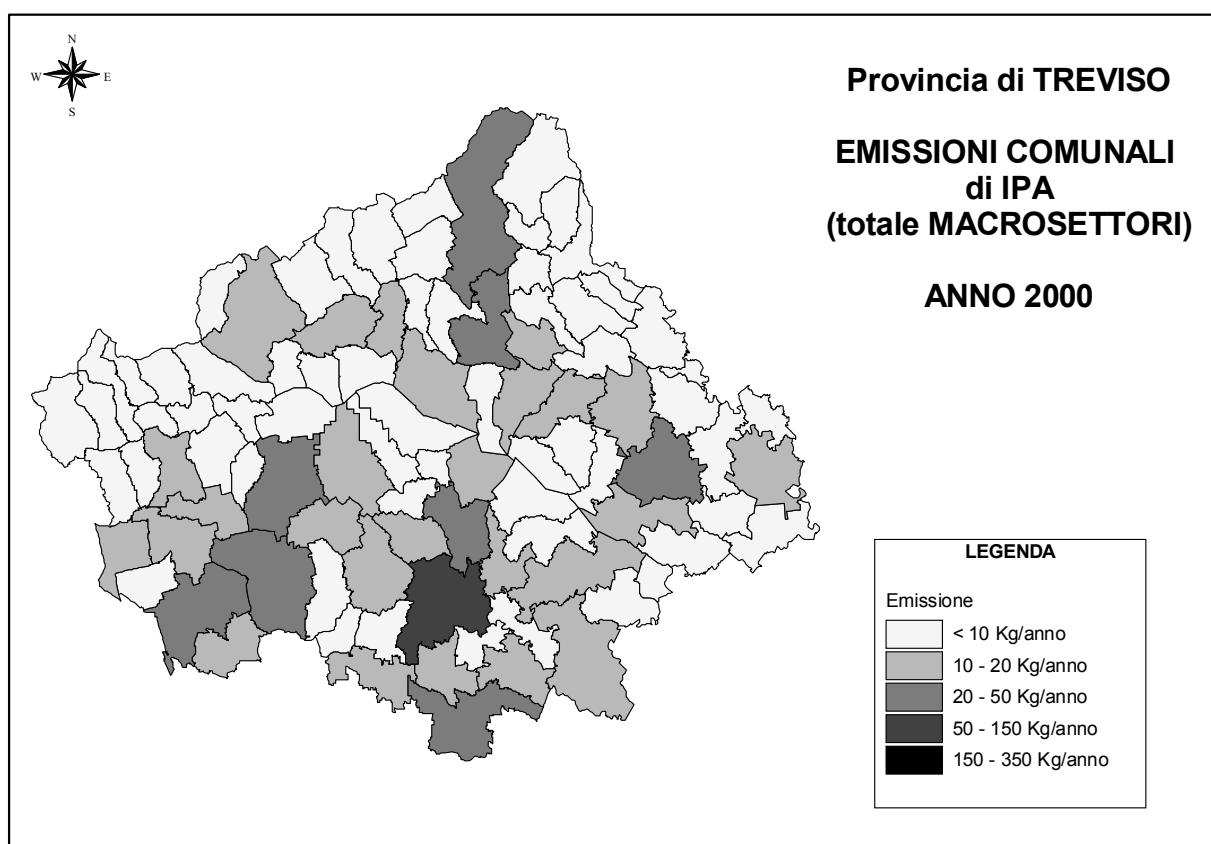 N
W E
S
Provincia di TREVISO
EMISSIONI COMUNALI
di IPA
(totale MACROSETTORI)
ANNO 2000
LEGENDA
Emissione
< 10 Kg/anno
10 - 20 Kg/anno
20 - 50 Kg/anno
50 - 150 Kg/anno
150 - 350 Kg/anno